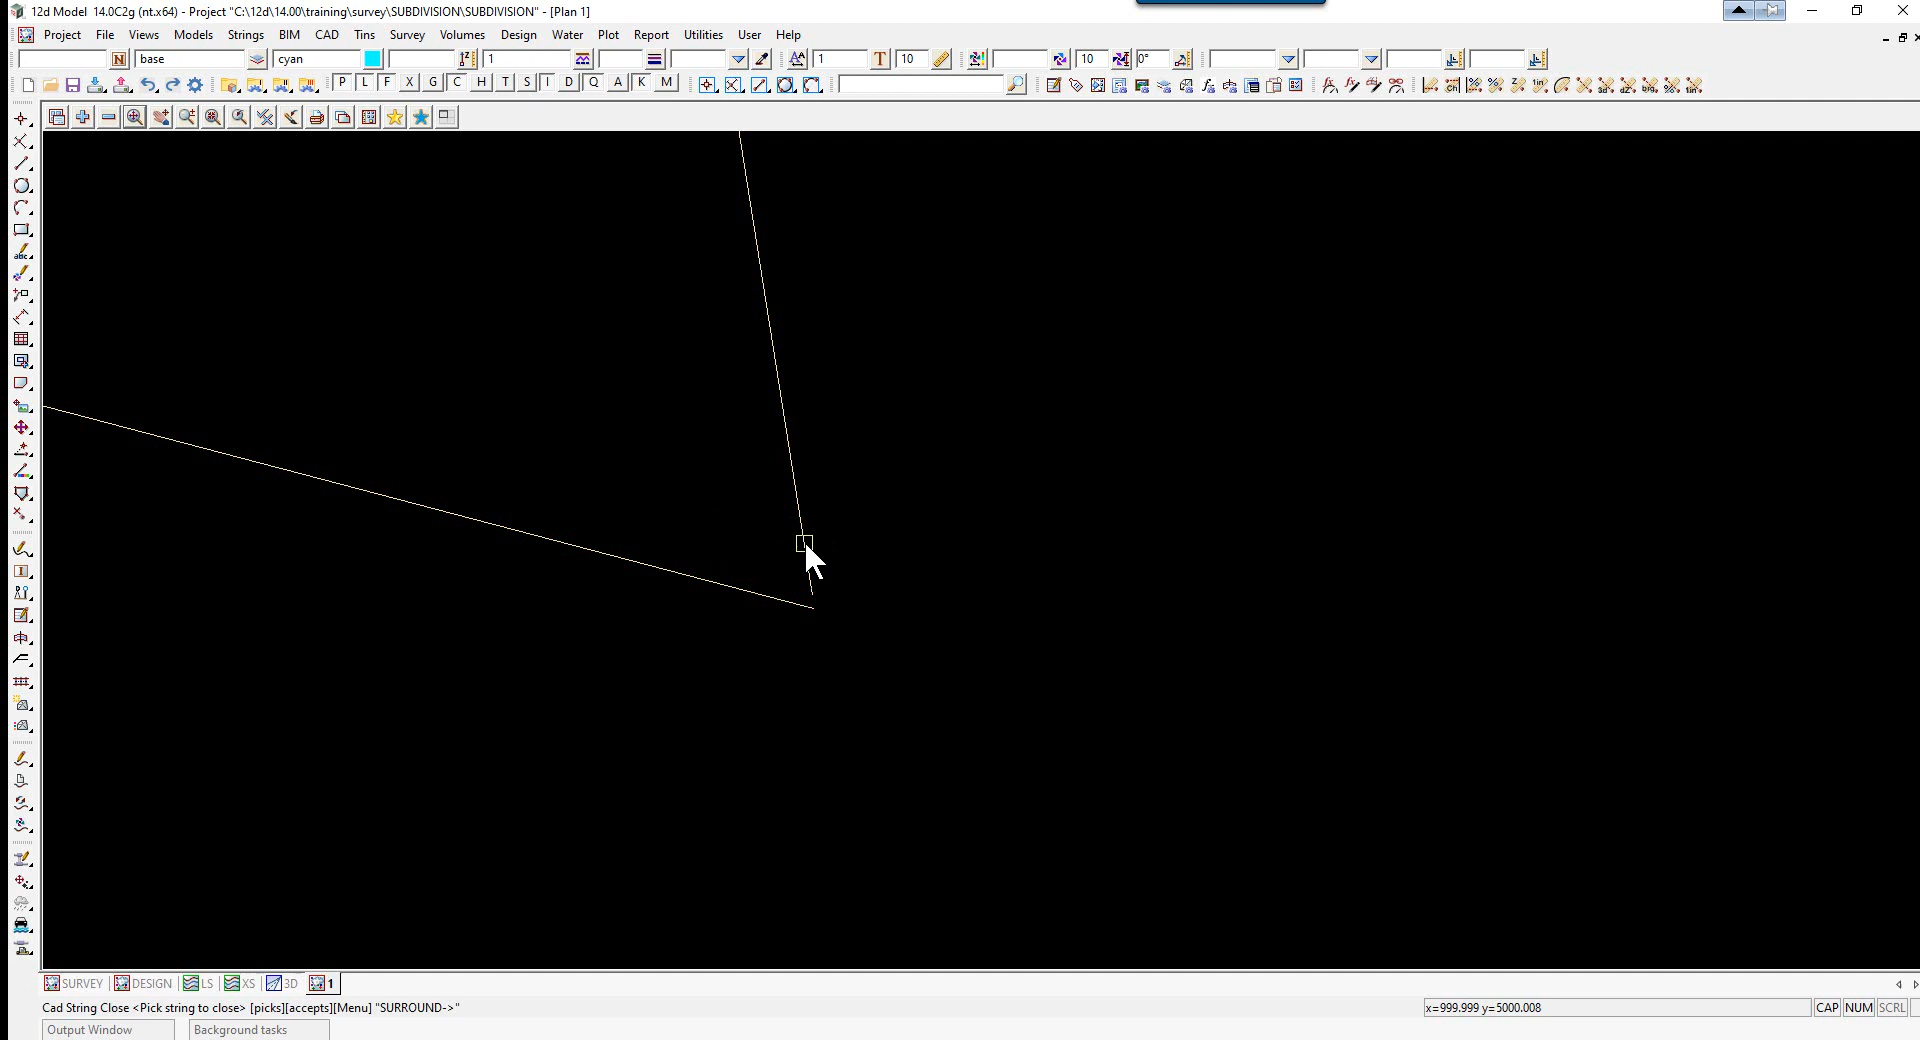 12d Model 14.0C2g (nt.x64) - Project "C:\12d\14.00\training\survey\SUBDIVISION\SUBDIVISION" - [Plan 1]
Project File Views Models Strings BIM CAD Tins Survey Volumes Design Water Plot Report Utilities User Help
N base cyan 1 1 T 10 10 0°
P L F X G C H T S I D Q A K M
abc
SURVEY DESIGN LS XS 3D 1
Cad String Close <Pick string to close> [picks][accepts][Menu] "SURROUND->" x=999.999 y=5000.008 CAP NUM SCRL
Output Window Background tasks